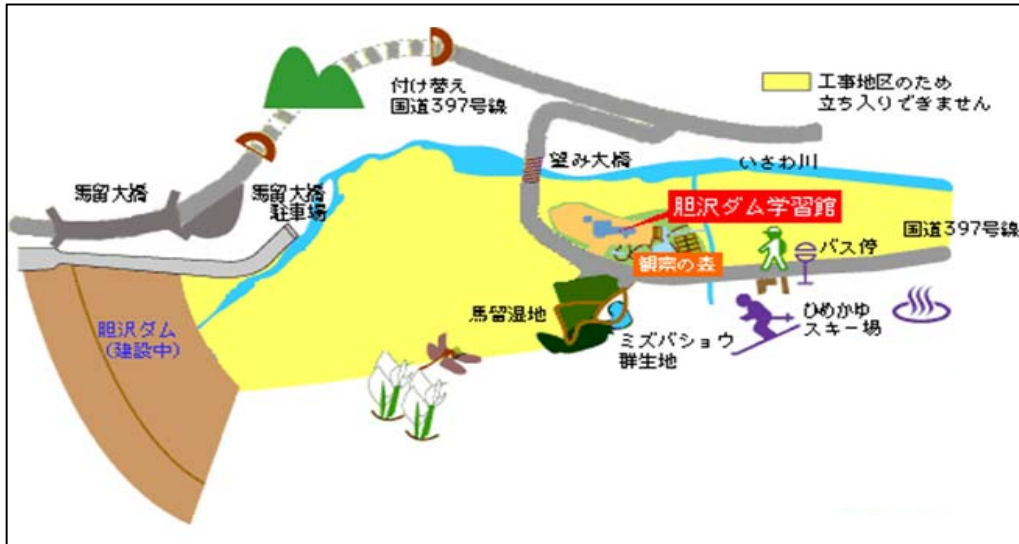 付け替え
国道397号線
工事地区のため
立ち入りできません
望み大橋
いさわ川
馬留大橋
馬留大橋
駐車場
胆沢ダム学習館
国道397号線
観宗の森
バス停
胆沢ダム
(建設中)
馬留湿地
ミズバショウ
群生地
ひめかゆ
スキー場